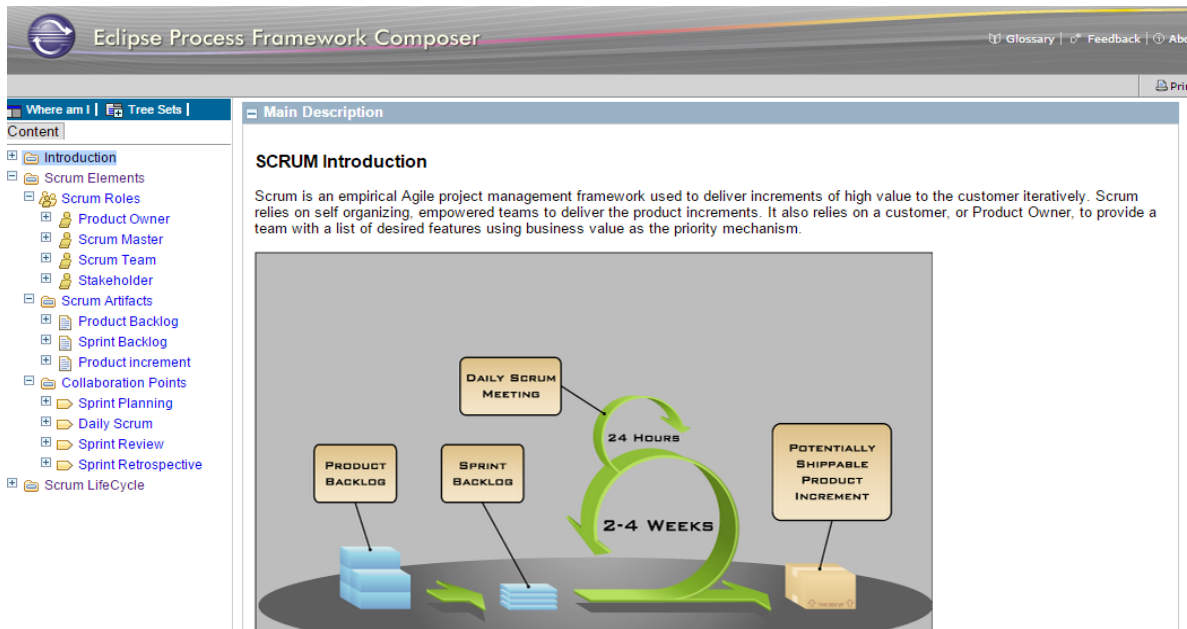 Eclipse Process Framework Composer
Glossary | Feedback | Abo
Prin
Where am I | Tree Sets |
Content
Introduction
Scrum Elements
Scrum Roles
Product Owner
Scrum Master
Scrum Team
Stakeholder
Scrum Artifacts
Product Backlog
Sprint Backlog
Product increment
Collaboration Points
Sprint Planning
Daily Scrum
Sprint Review
Sprint Retrospective
Scrum LifeCycle
Main Description
SCRUM Introduction
Scrum is an empirical Agile project management framework used to deliver increments of high value to the customer iteratively. Scrum
relies on self organizing, empowered teams to deliver the product increments. It also relies on a customer, or Product Owner, to provide a
team with a list of desired features using business value as the priority mechanism.
DAILY SCRUM
MEETING
24 HOURS
PRODUCT
BACKLOG
SPRINT
BACKLOG
POTENTIALLY
SHIPPABLE
PRODUCT
INCREMENT
2-4 WEEKS